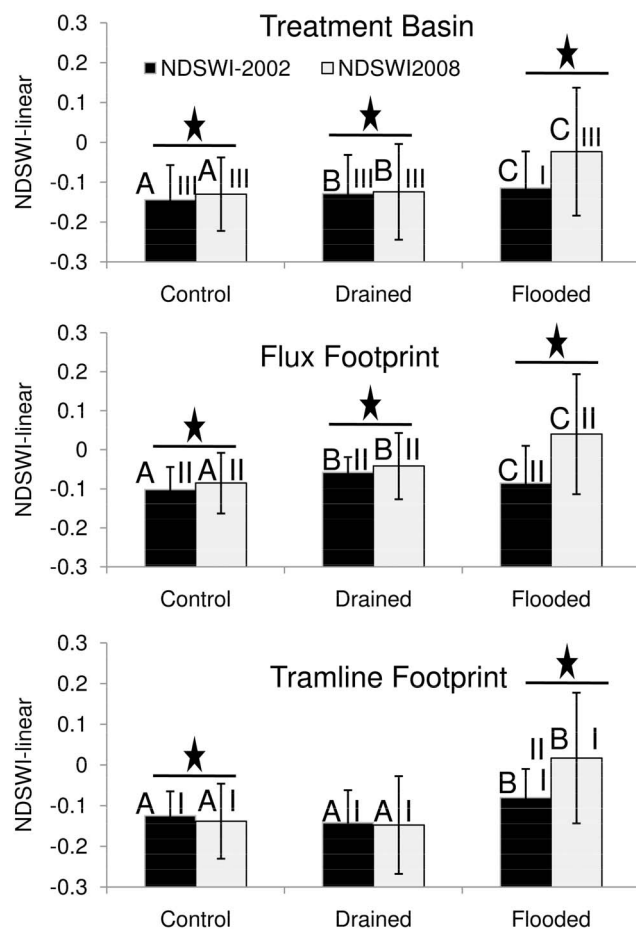 Treatment Basin
NDSWI-2002 NDSWI2008
NDSWI-linear
0.3
0.2
0.1
0
-0.1
-0.2
-0.3
A III A III B III B III C I C III
Control Drained Flooded
Flux Footprint
NDSWI-linear
0.3
0.2
0.1
0
-0.1
-0.2
-0.3
A II A II B II B II C II C II
Control Drained Flooded
Tramline Footprint
NDSWI-linear
0.3
0.2
0.1
0
-0.1
-0.2
-0.3
II B I
A I A I A I A I B I
Control Drained Flooded